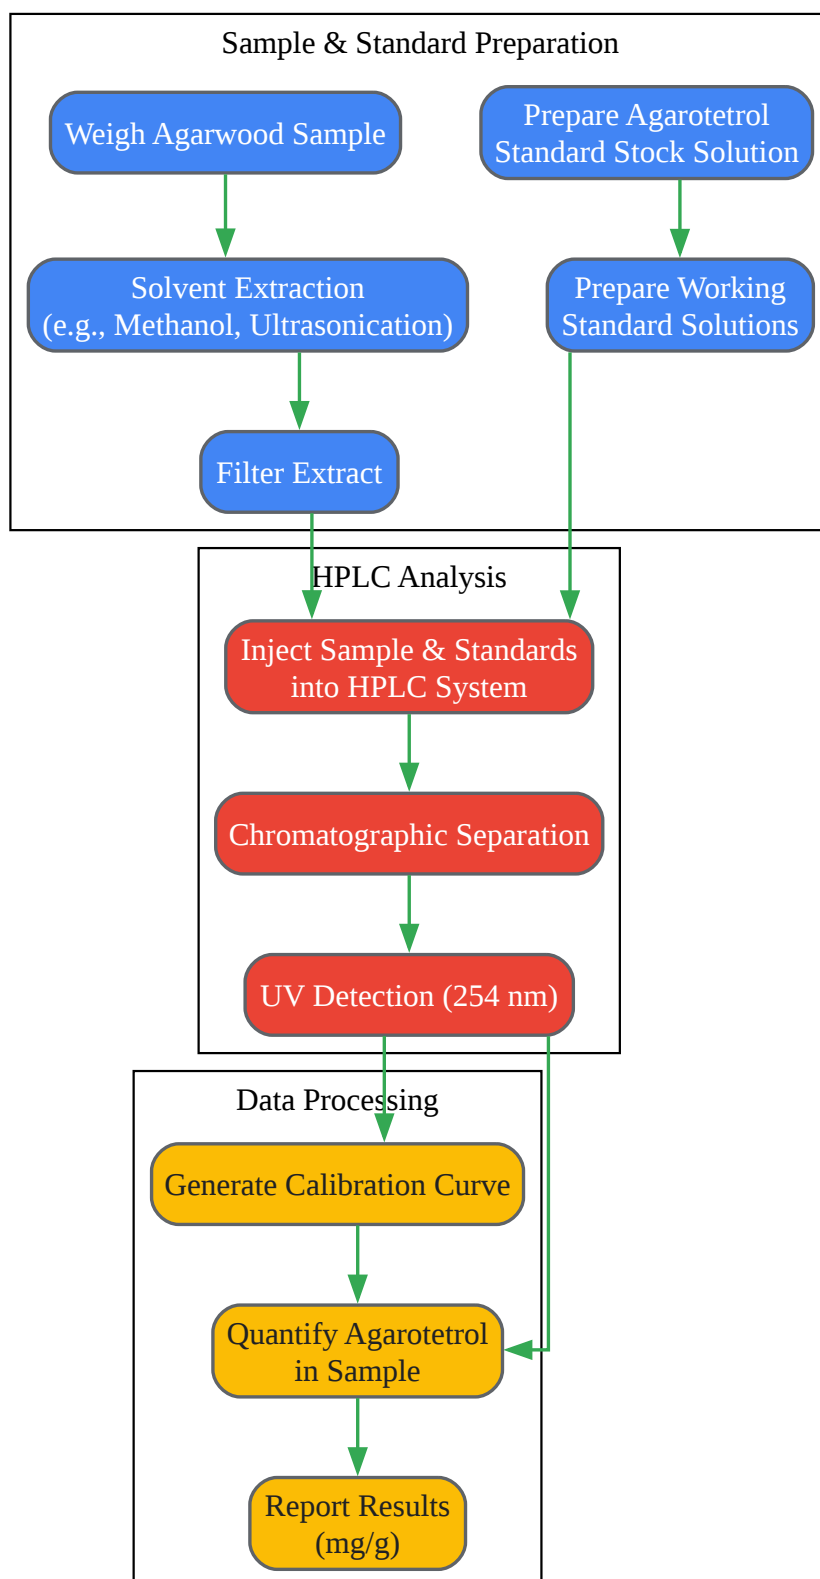 Sample & Standard Preparation
Weigh Agarwood Sample
Prepare Agarotetrol
Standard Stock Solution
Solvent Extraction
(e.g., Methanol, Ultrasonication)
Prepare Working
Standard Solutions
Filter Extract
HPLC Analysis
Inject Sample & Standards
into HPLC System
Chromatographic Separation
UV Detection (254 nm)
Data Processing
Generate Calibration Curve
Quantify Agarotetrol
in Sample
Report Results
(mg/g)